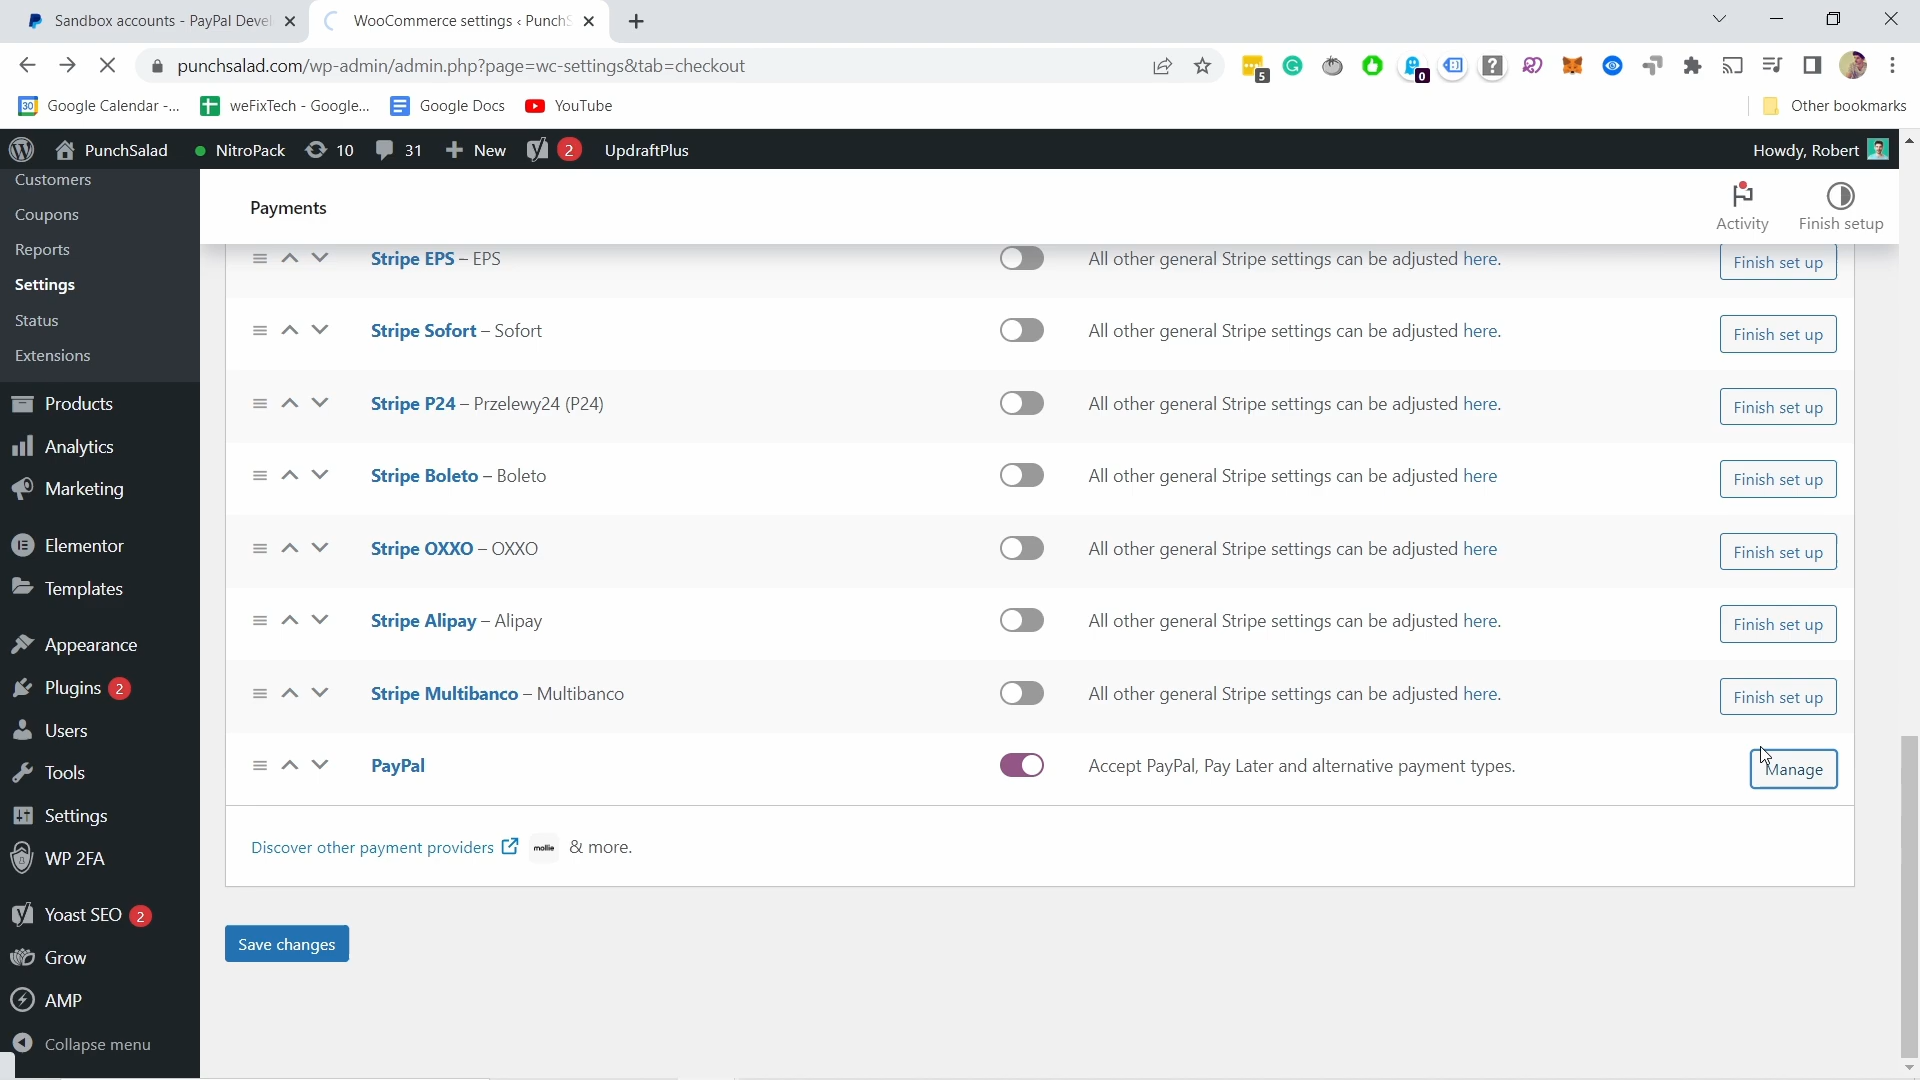 Sandbox accounts - PayPal Devel
WooCommerce settings ‹ PunchS
punchsalad.com/wp-admin/admin.php?page=wc-settings&tab=checkout
5
0
30 Google Calendar -...
weFixTech - Google...
Google Docs
YouTube
Other bookmarks
PunchSalad
NitroPack
10
31
New
2
UpdraftPlus
Howdy, Robert
Customers
Coupons
Reports
Settings
Status
Extensions
Products
Analytics
Marketing
Elementor
Templates
Appearance
Plugins 2
Users
Tools
Settings
WP 2FA
Yoast SEO 2
Grow
AMP
Collapse menu
Payments
Activity
Finish setup
Stripe EPS – EPS
All other general Stripe settings can be adjusted here.
Finish set up
Stripe Sofort – Sofort
All other general Stripe settings can be adjusted here.
Finish set up
Stripe P24 – Przelewy24 (P24)
All other general Stripe settings can be adjusted here.
Finish set up
Stripe Boleto – Boleto
All other general Stripe settings can be adjusted here
Finish set up
Stripe OXXO – OXXO
All other general Stripe settings can be adjusted here
Finish set up
Stripe Alipay – Alipay
All other general Stripe settings can be adjusted here.
Finish set up
Stripe Multibanco – Multibanco
All other general Stripe settings can be adjusted here.
Finish set up
PayPal
Accept PayPal, Pay Later and alternative payment types.
Manage
Discover other payment providers
mollie
& more.
Save changes